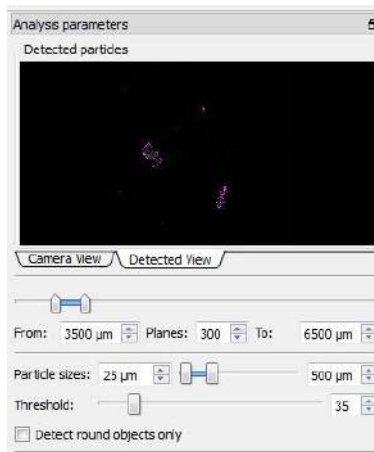 Analysis parameters
Detected particles
Camera View Detected View
From: 3500 µm Planes: 300 To: 6500 µm
Particle sizes: 25 µm 500 µm
Threshold: 35
Detect round objects only